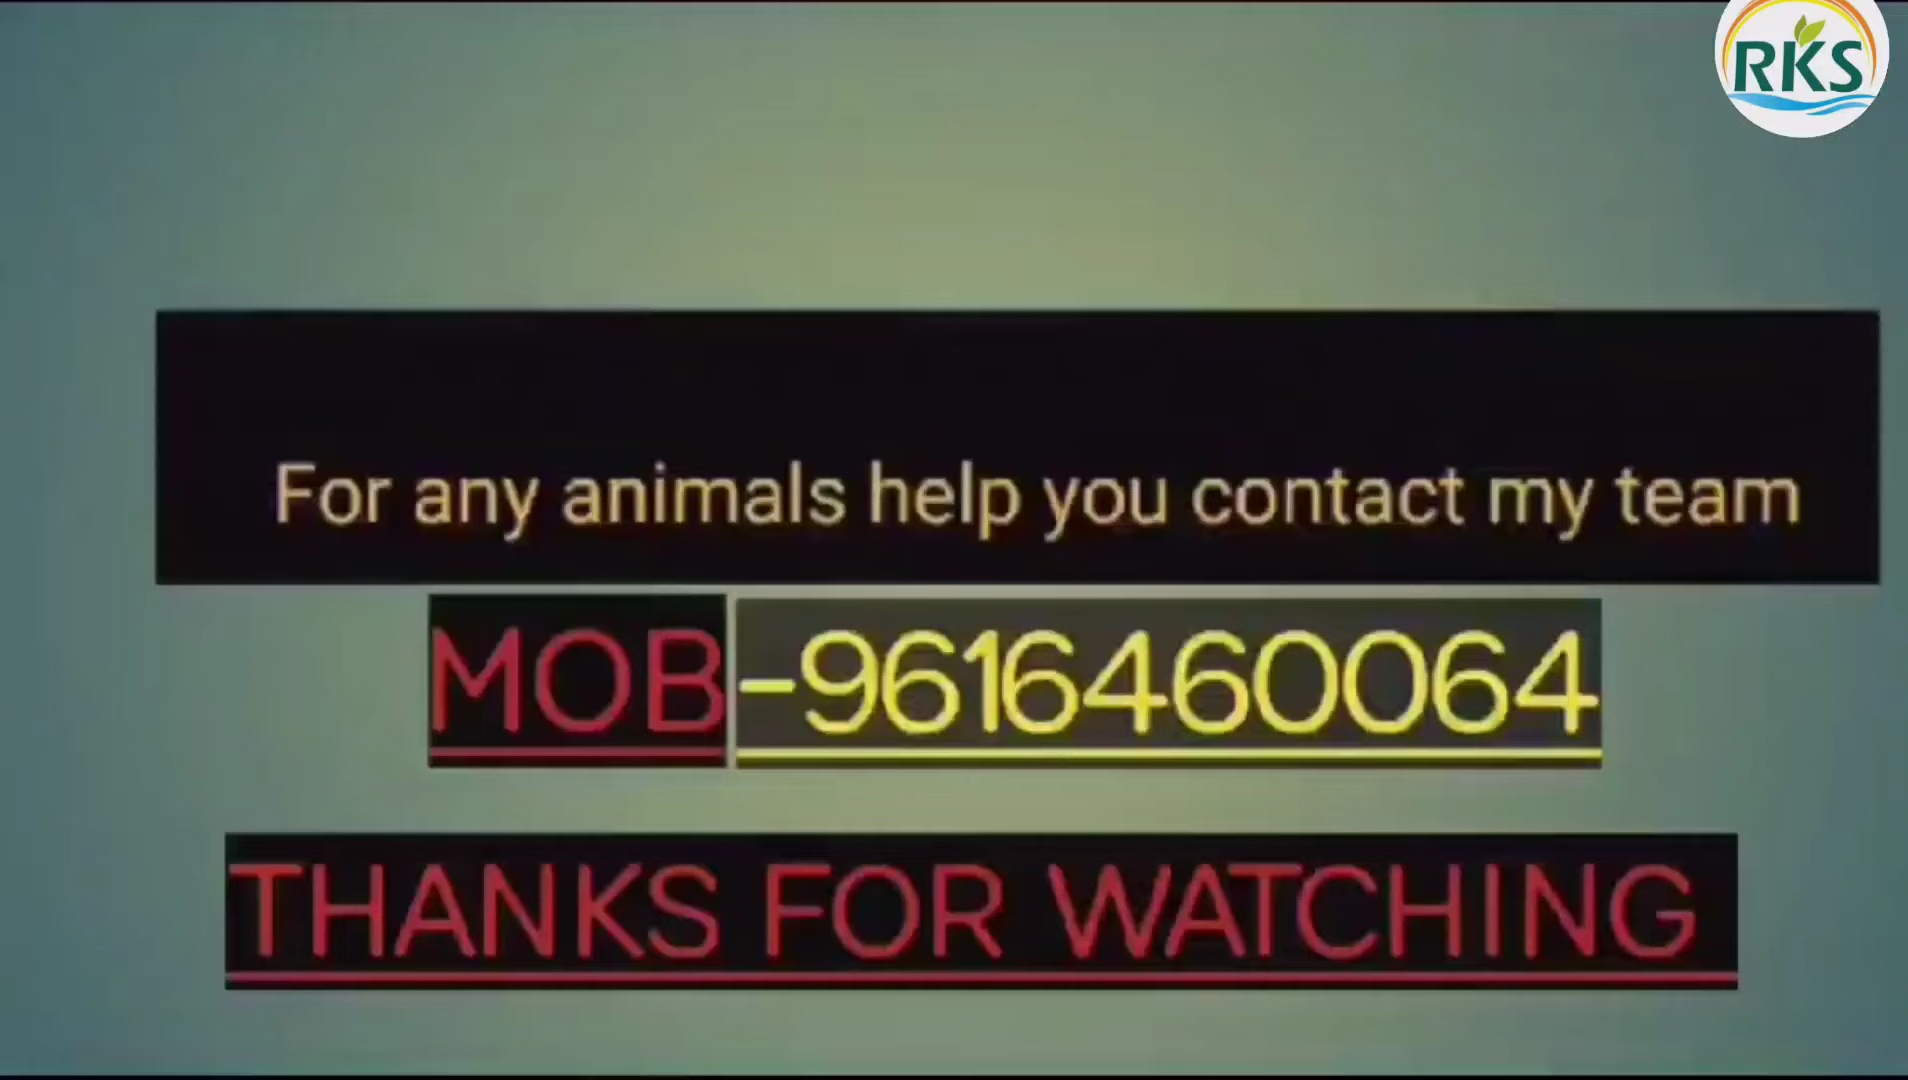 RKS
For any animals help you contact my team
MOB-9616460064
THANKS FOR WATCHING